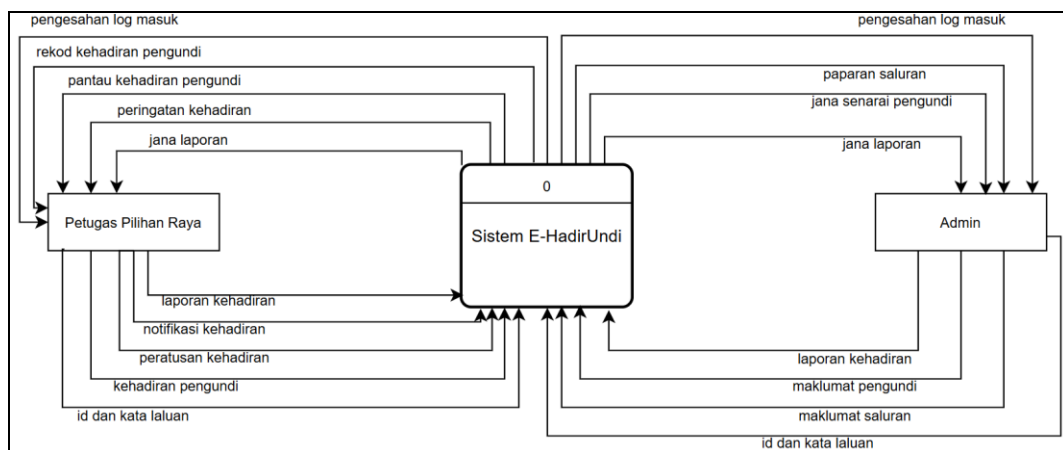 pengesahan log masuk
rekod kehadiran pengundi
pantau kehadiran pengundi
peringatan kehadiran
jana laporan
Petugas Pilihan Raya
laporan kehadiran
notifikasi kehadiran
peratusan kehadiran
kehadiran pengundi
id dan kata laluan
0
Sistem E-HadirUndi
pengesahan log masuk
paparan saluran
jana senarai pengundi
jana laporan
Admin
laporan kehadiran
maklumat pengundi
maklumat saluran
id dan kata laluan